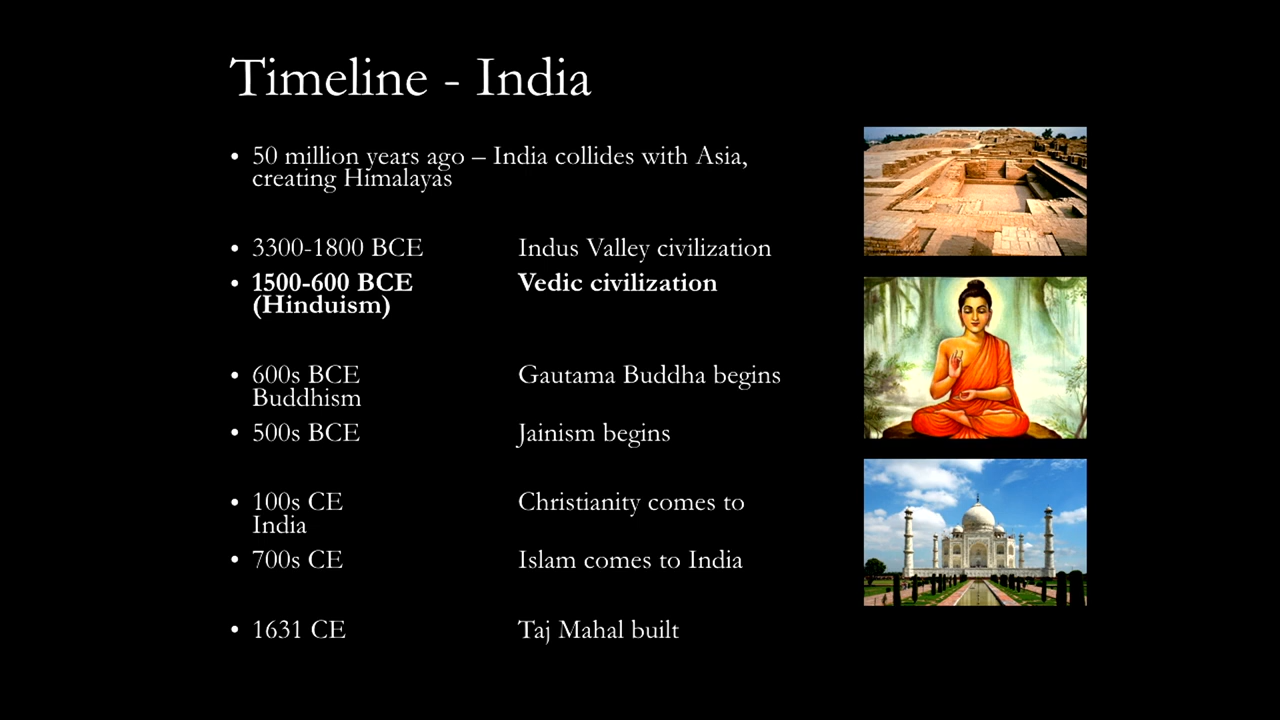 Timeline - India
• 50 million years ago – India collides with Asia,
creating Himalayas
• 3300-1800 BCE Indus Valley civilization
• 1500-600 BCE Vedic civilization
(Hinduism)
• 600s BCE Gautama Buddha begins
Buddhism
• 500s BCE Jainism begins
• 100s CE Christianity comes to
India
• 700s CE Islam comes to India
• 1631 CE Taj Mahal built